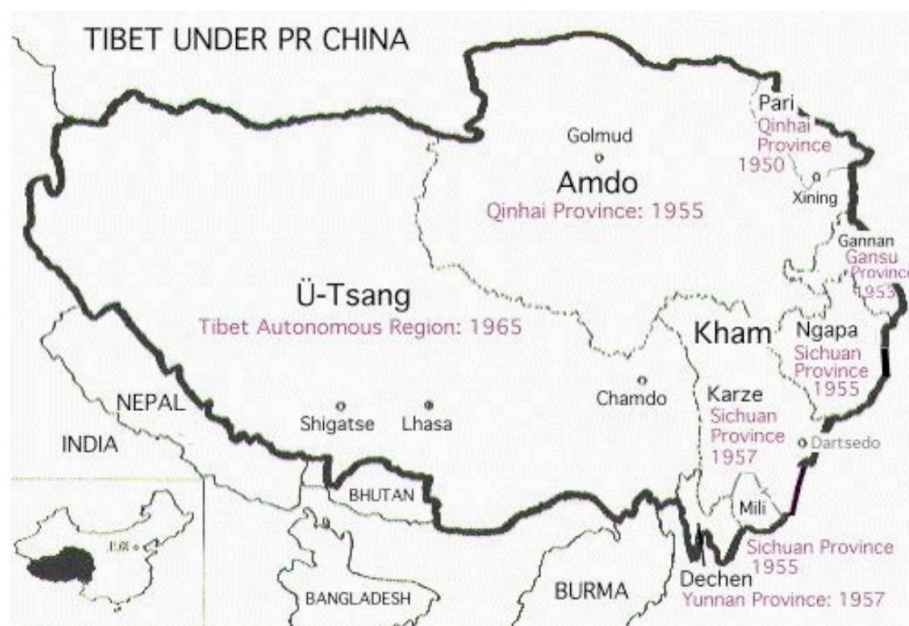 TIBET UNDER PR CHINA
Pari
Qinhai
Province
1950
Golmud
Amdo
Qinghai Province: 1955
Xining
Gannan
Gansu
Province
1953
Ü-Tsang
Tibet Autonomous Region: 1965
Kham
Ngapa
Sichuan
Province
1955
Chamdo
Karze
Sichuan
Province
1957
Shigatse
Lhasa
Dartsedo
NEPAL
INDIA
BHUTAN
Mili
Sichuan Province
1955
Dechen
Yunnan Province: 1957
BANGLADESH
BURMA